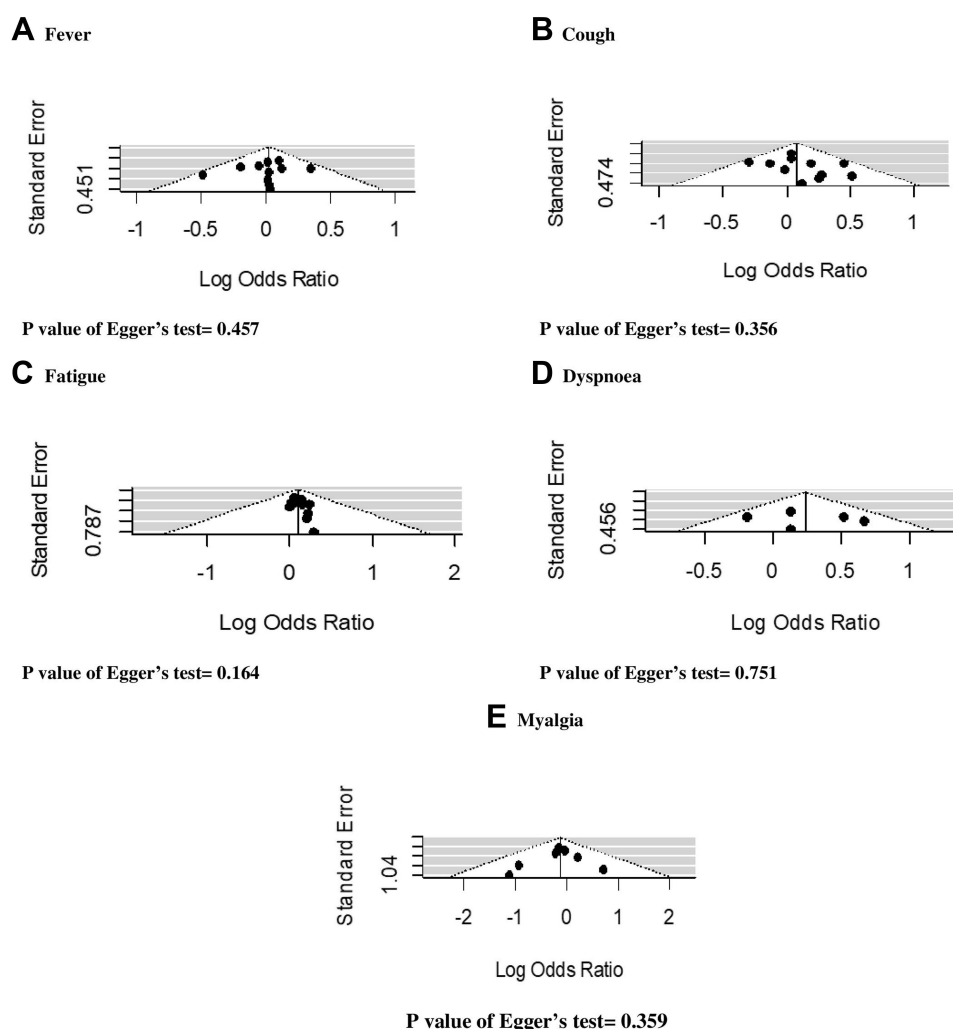 A Fever
Standard Error
0.451
-1 -0.5 0 0.5 1
Log Odds Ratio
P value of Egger's test= 0.457
B Cough
Standard Error
0.474
-1 -0.5 0 0.5 1
Log Odds Ratio
P value of Egger's test= 0.356
C Fatigue
Standard Error
0.787
-1 0 1 2
Log Odds Ratio
P value of Egger's test= 0.164
D Dyspnoea
Standard Error
0.456
-0.5 0 0.5 1
Log Odds Ratio
P value of Egger's test= 0.751
E Myalgia
Standard Error
1.04
-2 -1 0 1 2
Log Odds Ratio
P value of Egger's test= 0.359